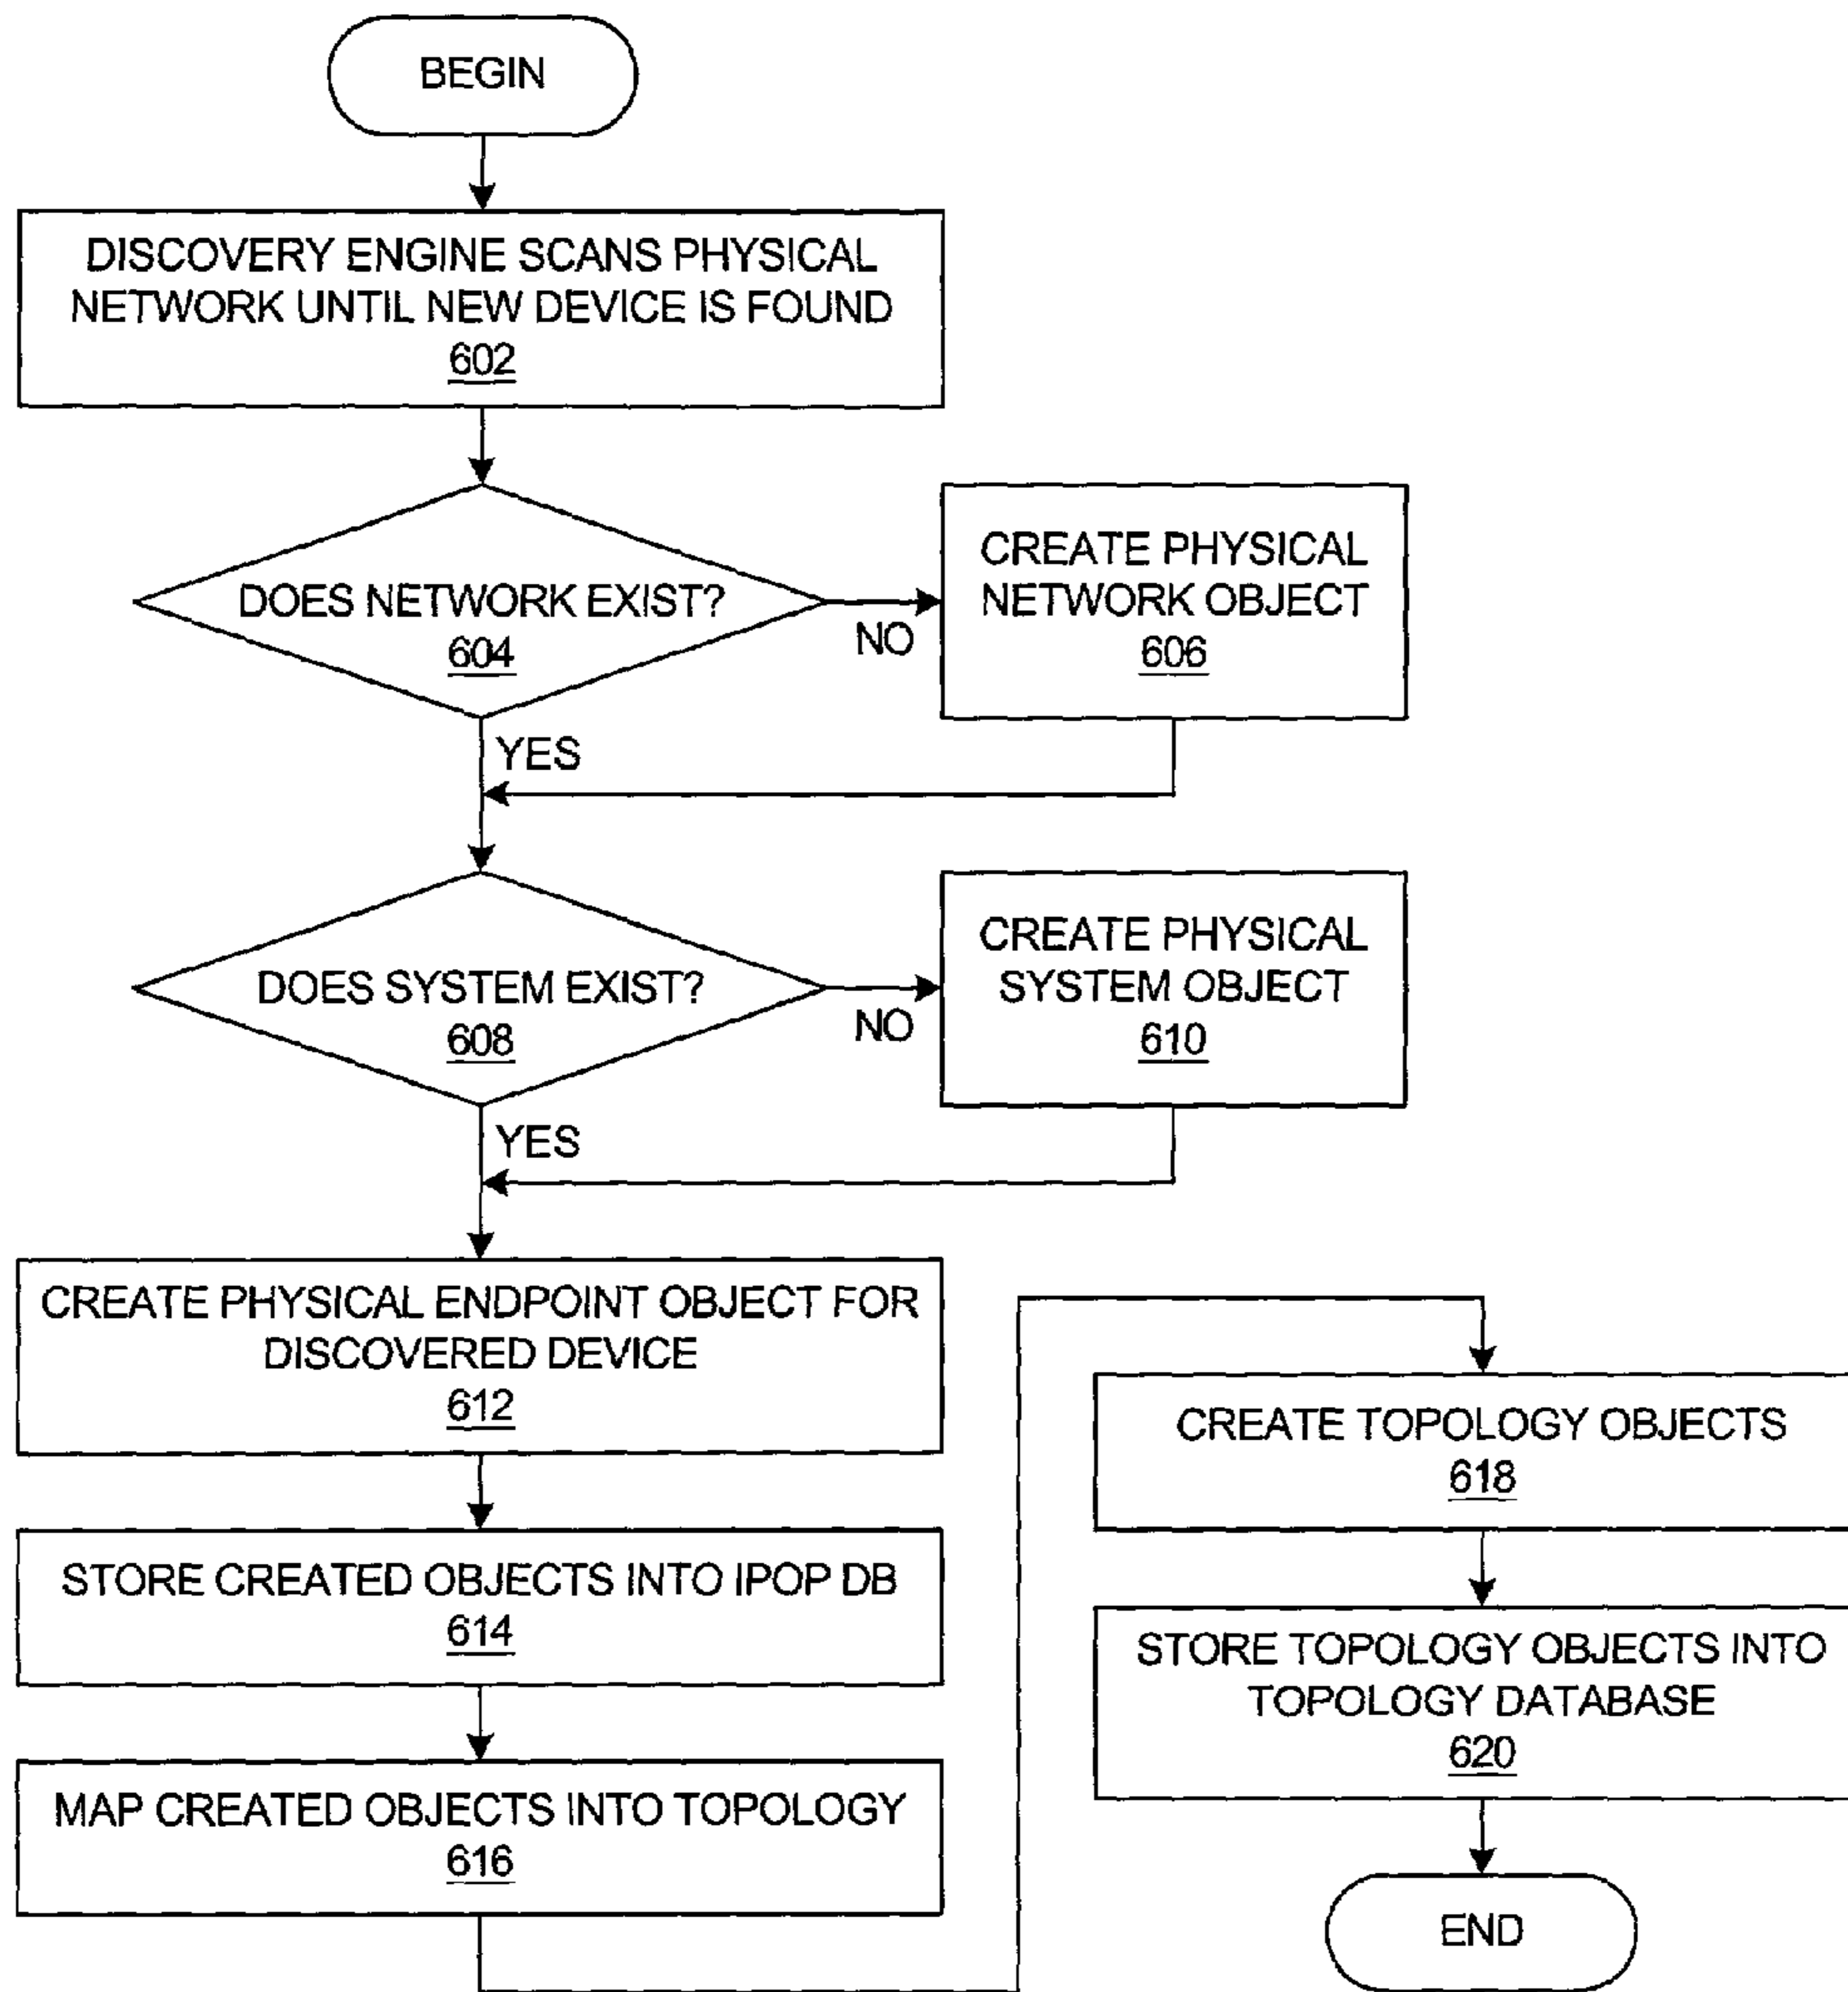 BEGIN
DISCOVERY ENGINE SCANS PHYSICAL
NETWORK UNTIL NEW DEVICE IS FOUND
602
DOES NETWORK EXIST?
604
NO
CREATE PHYSICAL
NETWORK OBJECT
606
YES
DOES SYSTEM EXIST?
608
NO
CREATE PHYSICAL
SYSTEM OBJECT
610
YES
CREATE PHYSICAL ENDPOINT OBJECT FOR
DISCOVERED DEVICE
612
STORE CREATED OBJECTS INTO IPOP DB
614
MAP CREATED OBJECTS INTO TOPOLOGY
616
CREATE TOPOLOGY OBJECTS
618
STORE TOPOLOGY OBJECTS INTO
TOPOLOGY DATABASE
620
END